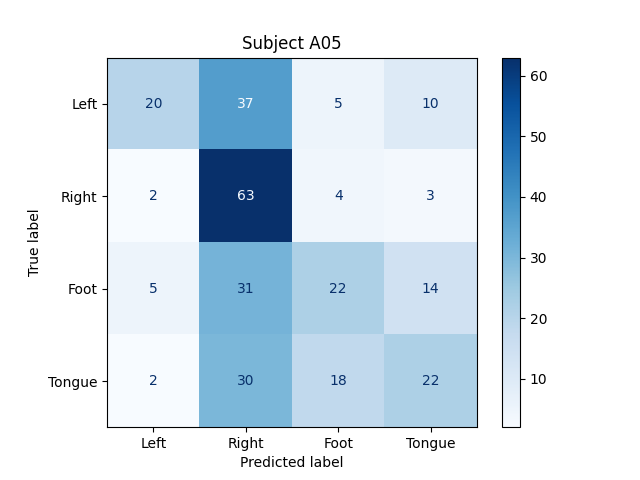 Subject A05
True label
Left 20 37 5 10
Right 2 63 4 3
Foot 5 31 22 14
Tongue 2 30 18 22
Left Right Foot Tongue
Predicted label
60
50
40
30
20
10